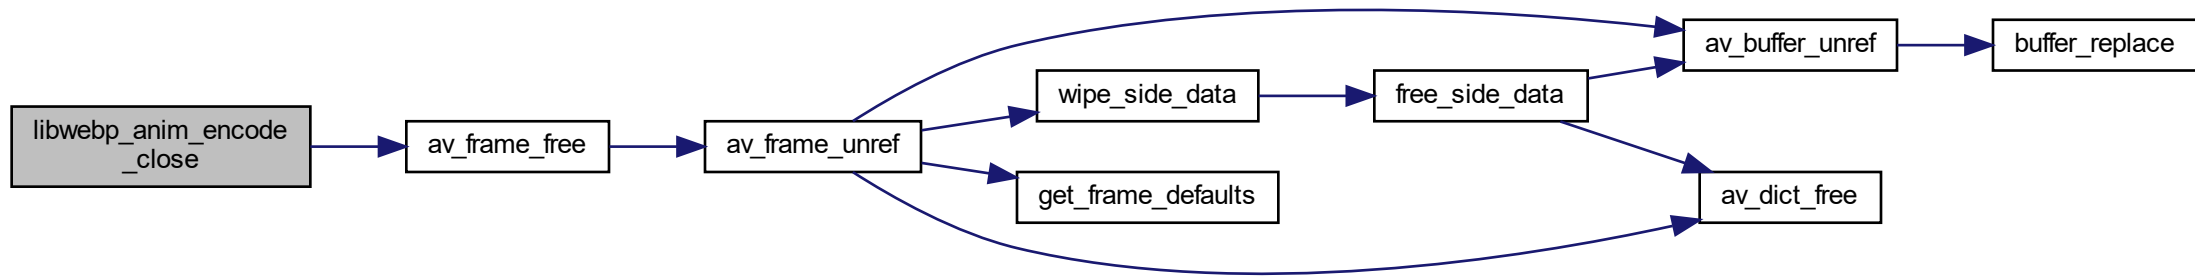 libwebp_anim_encode
_close
av_frame_free
av_frame_unref
wipe_side_data
get_frame_defaults
free_side_data
av_buffer_unref
av_dict_free
buffer_replace